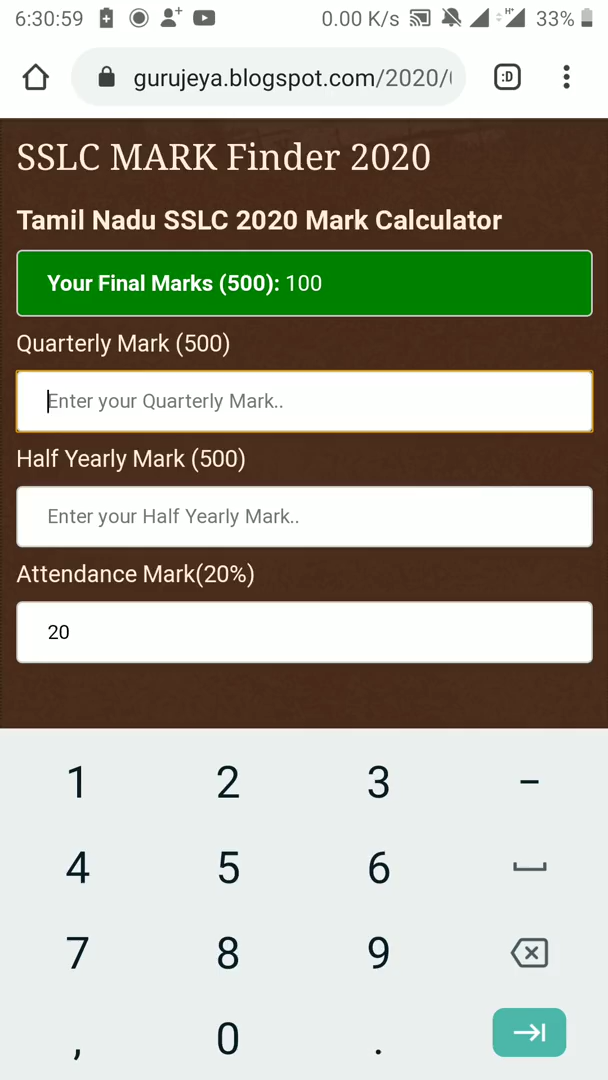 6:30:59 0.00 K/s H+ 33%
gurujeya.blogspot.com/2020/ :D
SSLC MARK Finder 2020
Tamil Nadu SSLC 2020 Mark Calculator
Your Final Marks (500): 100
Quarterly Mark (500)
Enter your Quarterly Mark..
Half Yearly Mark (500)
Enter your Half Yearly Mark..
Attendance Mark(20%)
20
1 2 3 –
4 5 6
7 8 9
, 0 .